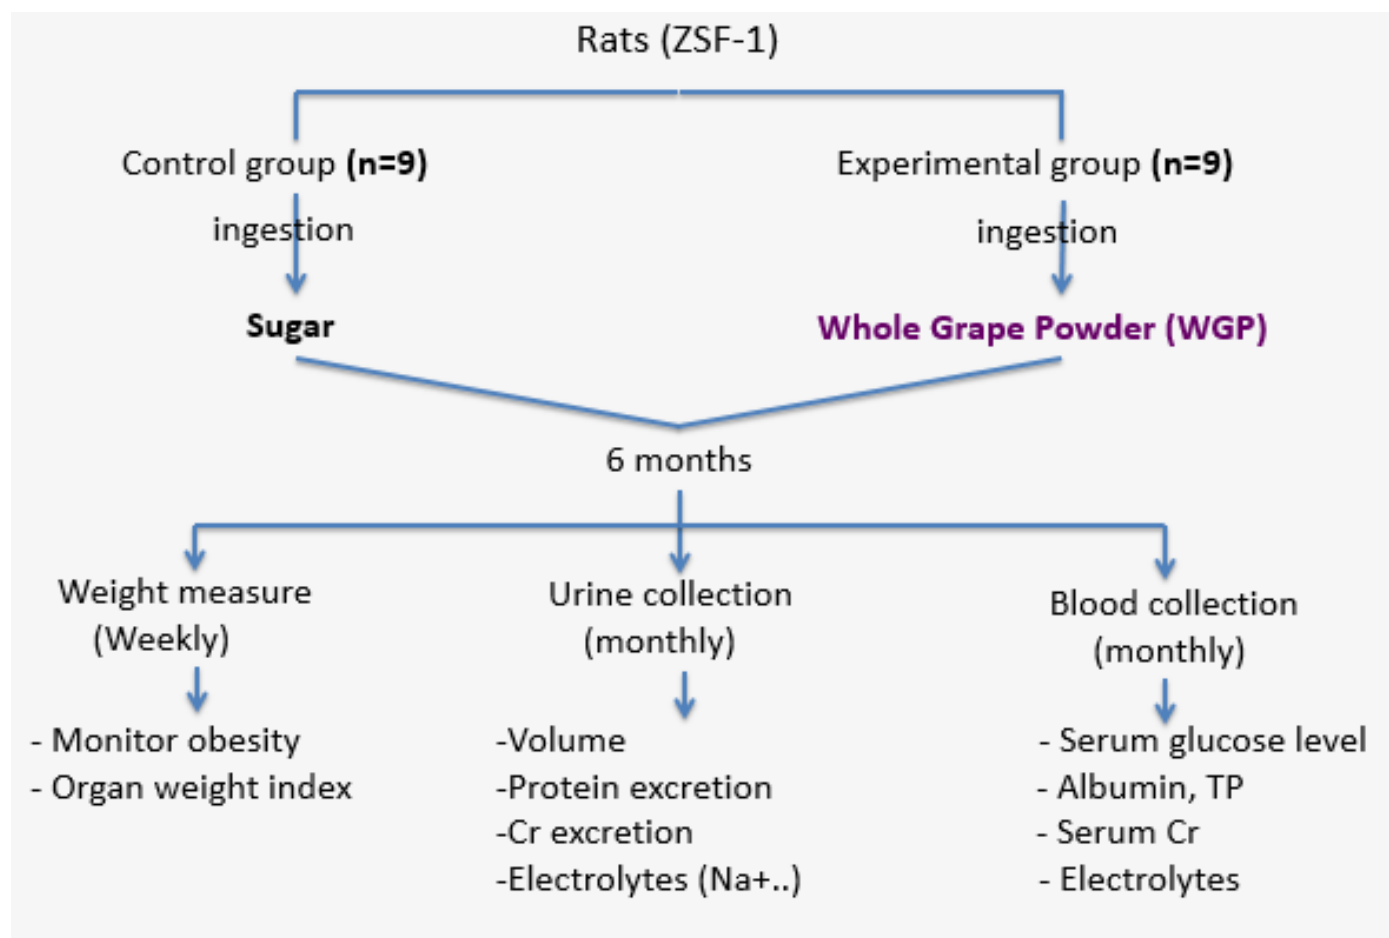 Rats (ZSF-1)
Control group (n=9)
Experimental group (n=9)
ingestion
ingestion
Sugar
Whole Grape Powder (WGP)
6 months
Weight measure
(Weekly)
- Monitor obesity
- Organ weight index
Urine collection
(monthly)
-Volume
-Protein excretion
-Cr excretion
-Electrolytes (Na+..)
Blood collection
(monthly)
- Serum glucose level
- Albumin, TP
- Serum Cr
- Electrolytes